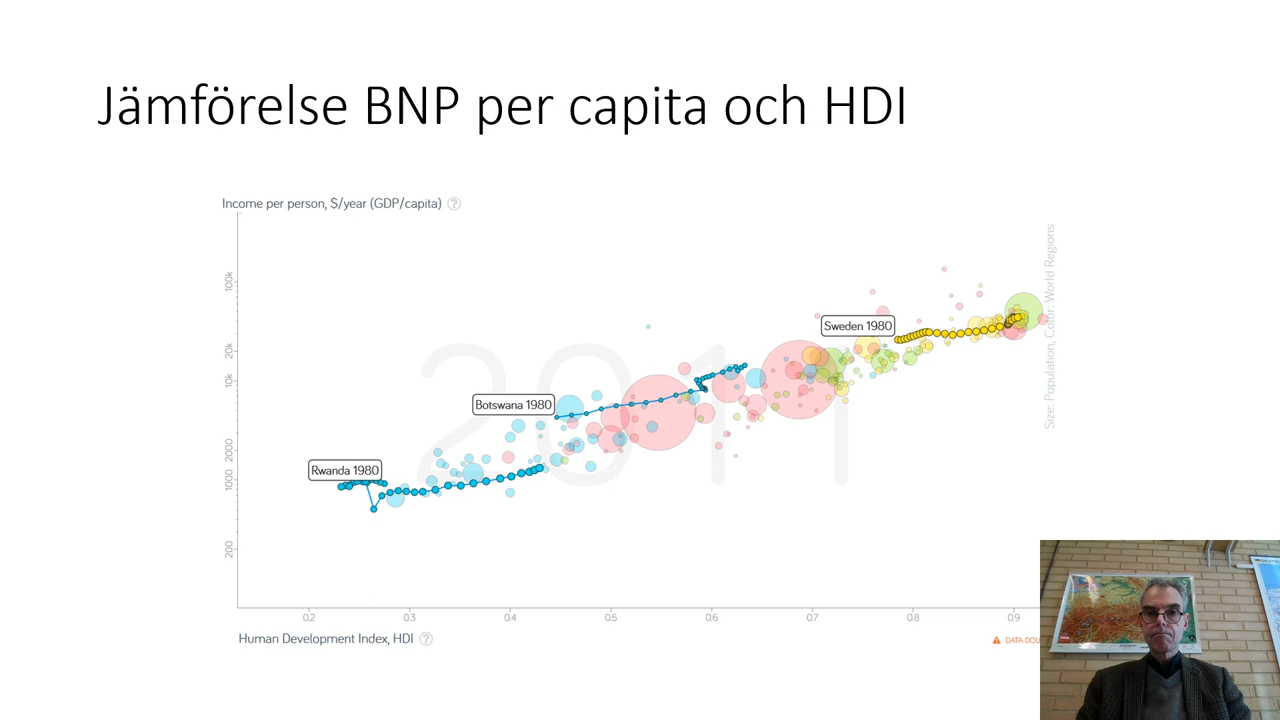 Jämförelse BNP per capita och HDI
Income per person, $/year (GDP/capita) ?
Size: Population, Color: World Regions
100k
20k
10k
2000
1000
200
2011
Sweden 1980
Botswana 1980
Rwanda 1980
0.2 0.3 0.4 0.5 0.6 0.7 0.8 0.9
Human Development Index, HDI ?
DATA